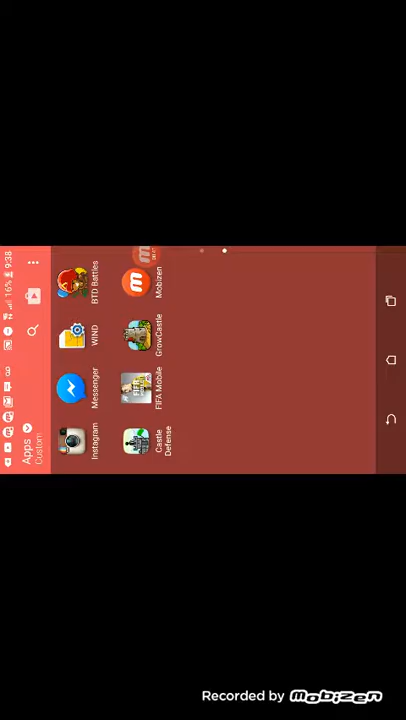 16% 9:38
Apps
Custom
Instagram
Messenger
WIND
BTD Battles
Castle
Defense
FIFA Mobile
GrowCastle
Mobizen
Recorded by MOBIZEN